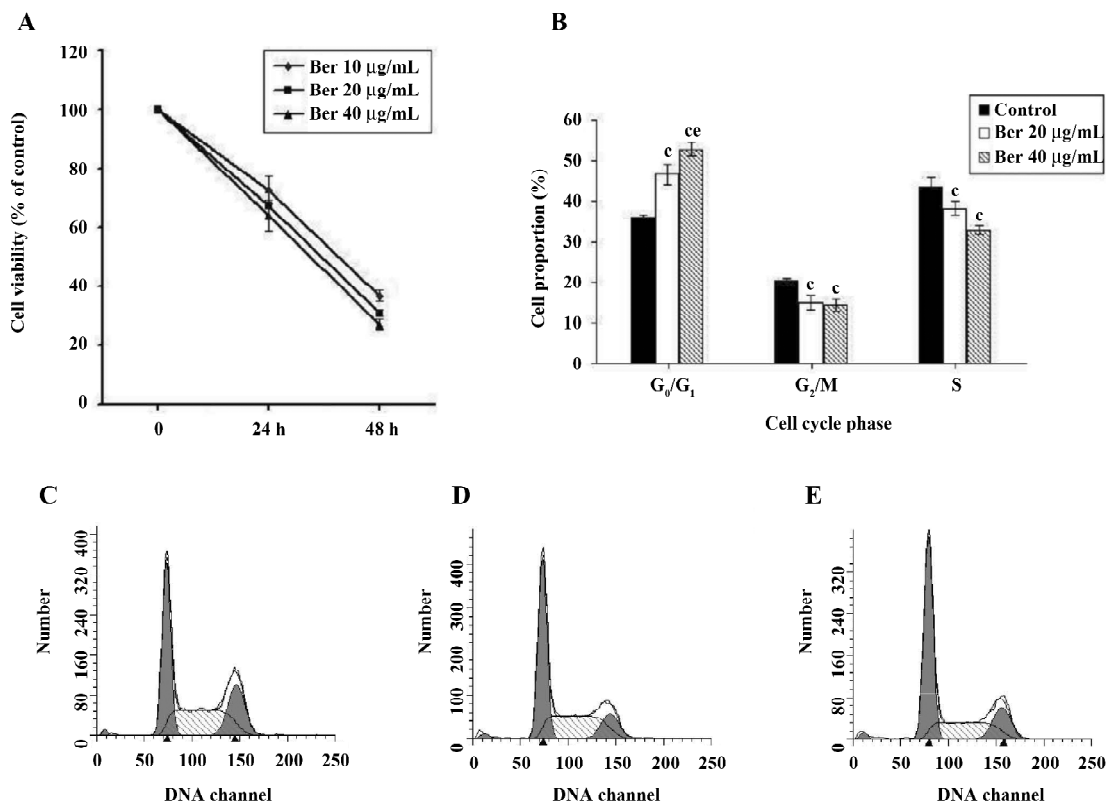 A
Cell viability (% of control)
120
100
80
60
40
20
0
0 24 h 48 h
Ber 10 µg/mL
Ber 20 µg/mL
Ber 40 µg/mL
B
Cell proportion (%)
60
50
40
30
20
10
0
c ce
c c
c
c
Control
Ber 20 µg/mL
Ber 40 µg/mL
G0/G1 G2/M S
Cell cycle phase
C
Number
400
320
240
160
80
0
0 50 100 150 200 250
DNA channel
D
Number
400
300
200
100
0
0 50 100 150 200 250
DNA channel
E
Number
320
240
160
80
0
0 50 100 150 200 250
DNA channel